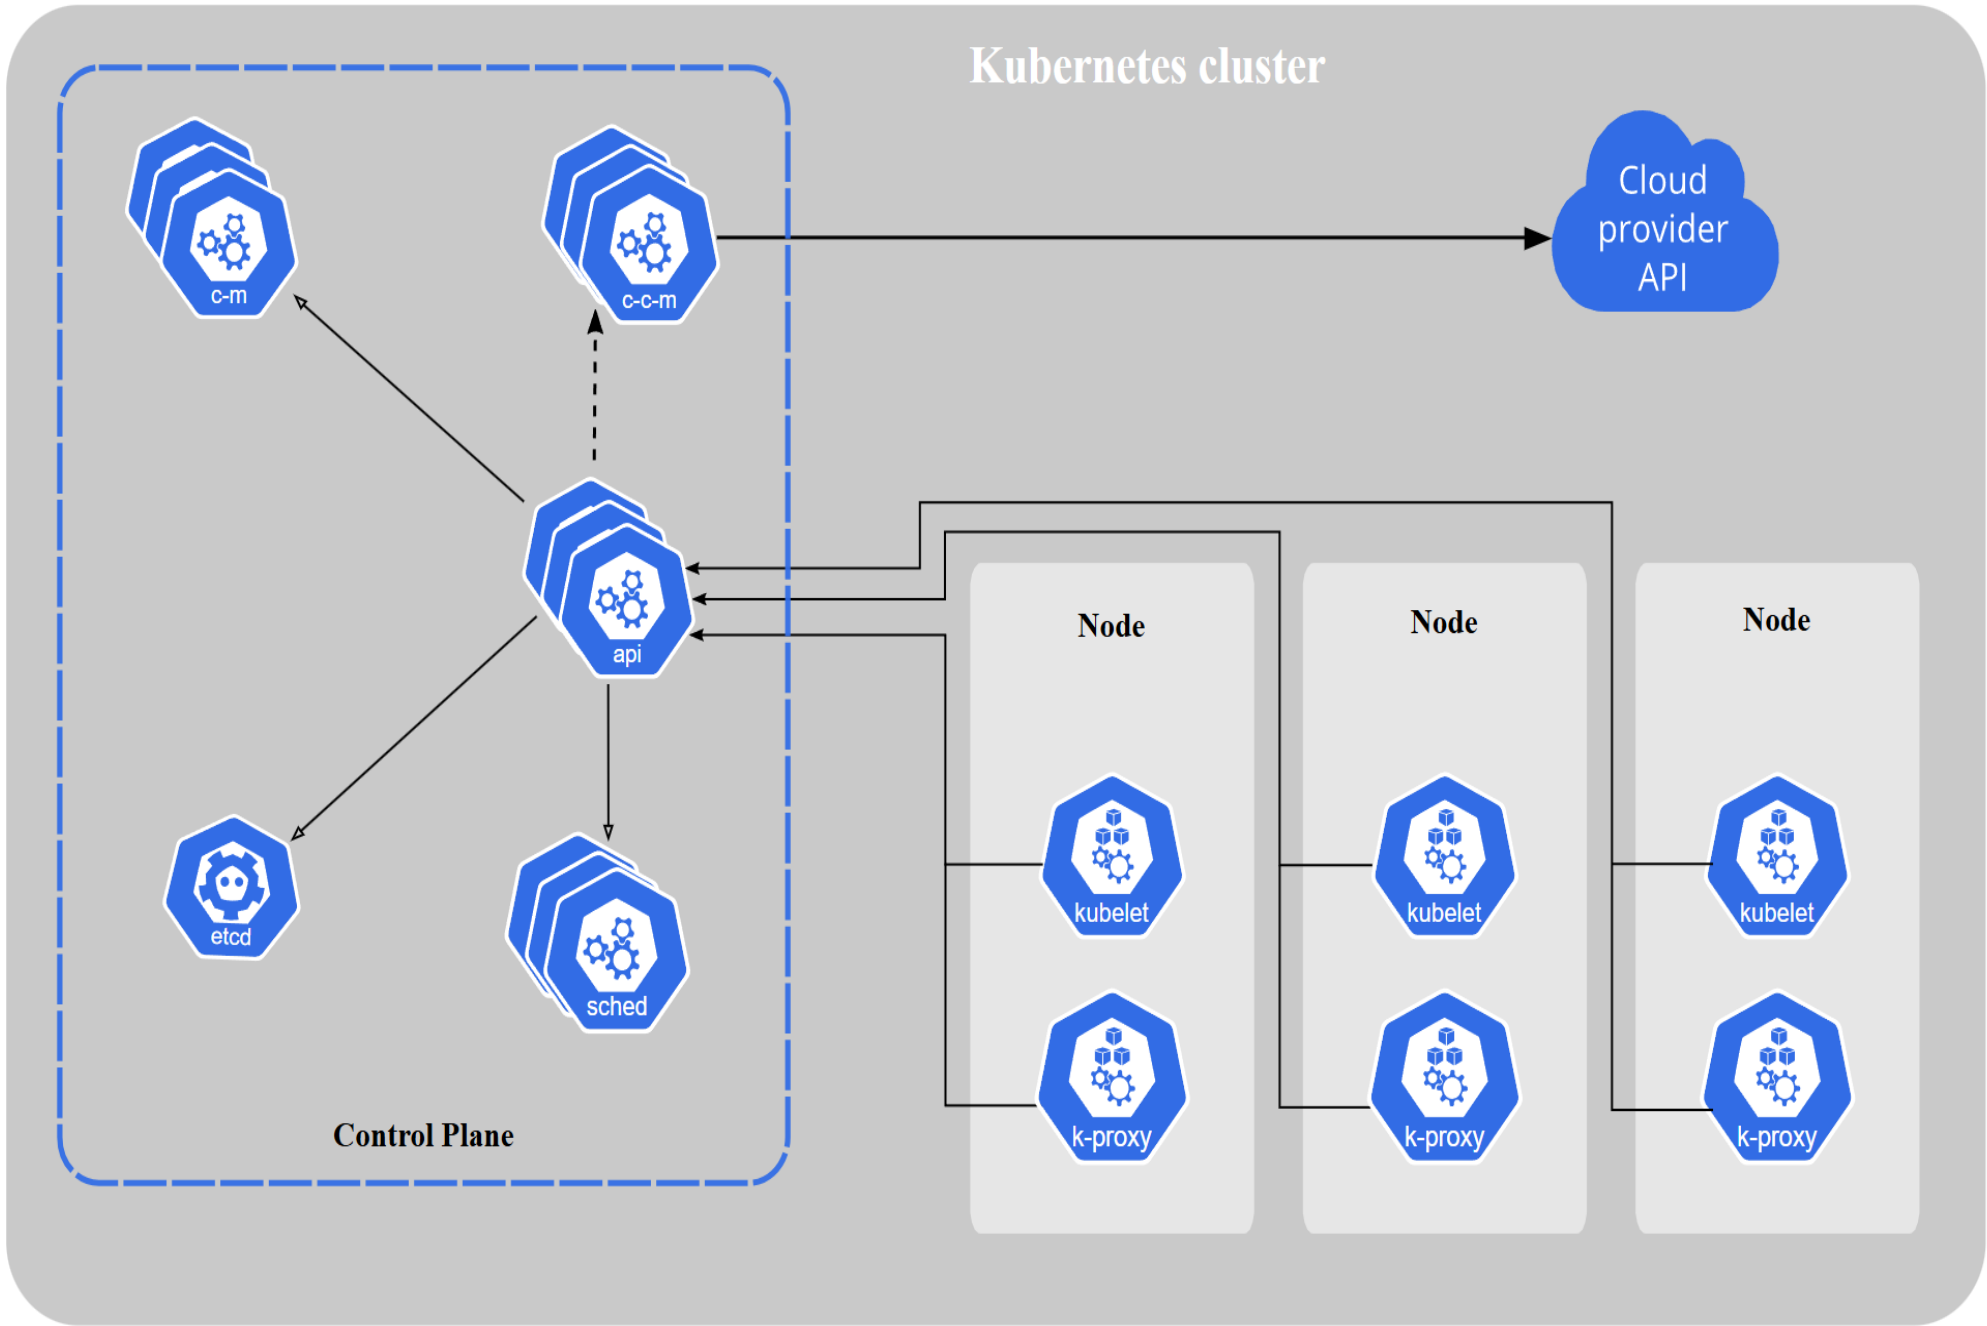 Kubernetes cluster
c-m
c-c-m
Cloud
provider
API
api
etcd
sched
Control Plane
Node
kubelet
k-proxy
Node
kubelet
k-proxy
Node
kubelet
k-proxy